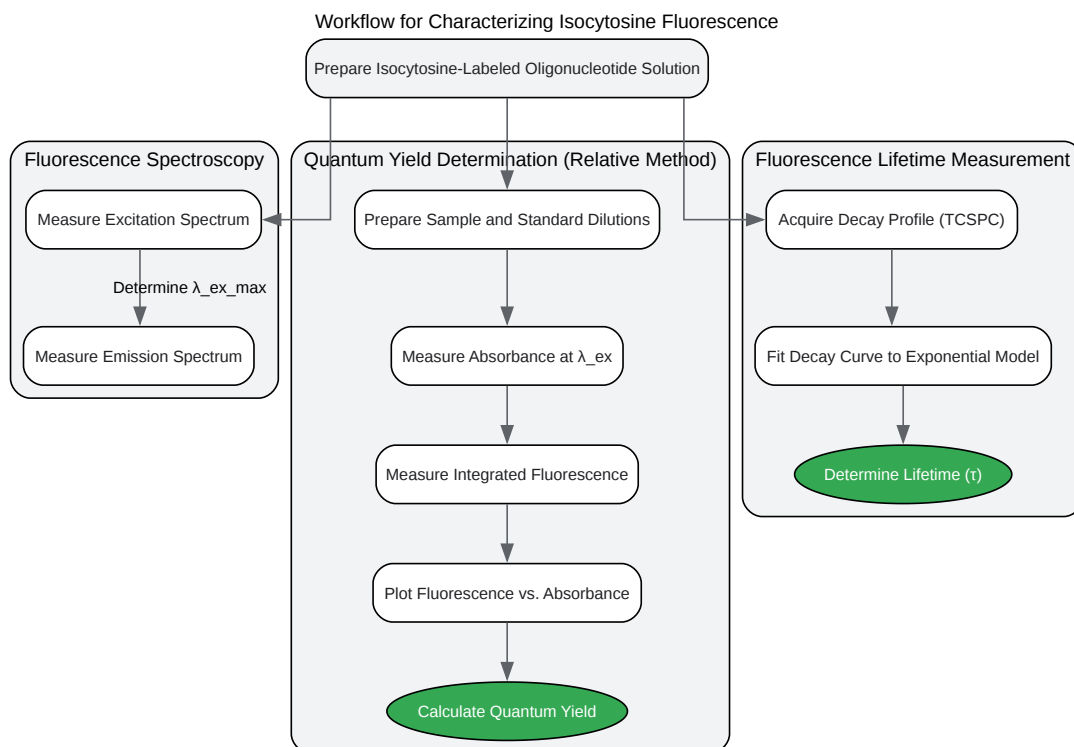 Workflow for Characterizing Isocytosine Fluorescence
Prepare Isocytosine-Labeled Oligonucleotide Solution
Fluorescence Spectroscopy
Measure Excitation Spectrum
Determine λ_ex_max
Measure Emission Spectrum
Quantum Yield Determination (Relative Method)
Prepare Sample and Standard Dilutions
Measure Absorbance at λ_ex
Measure Integrated Fluorescence
Plot Fluorescence vs. Absorbance
Calculate Quantum Yield
Fluorescence Lifetime Measurement
Acquire Decay Profile (TCSPC)
Fit Decay Curve to Exponential Model
Determine Lifetime (τ)